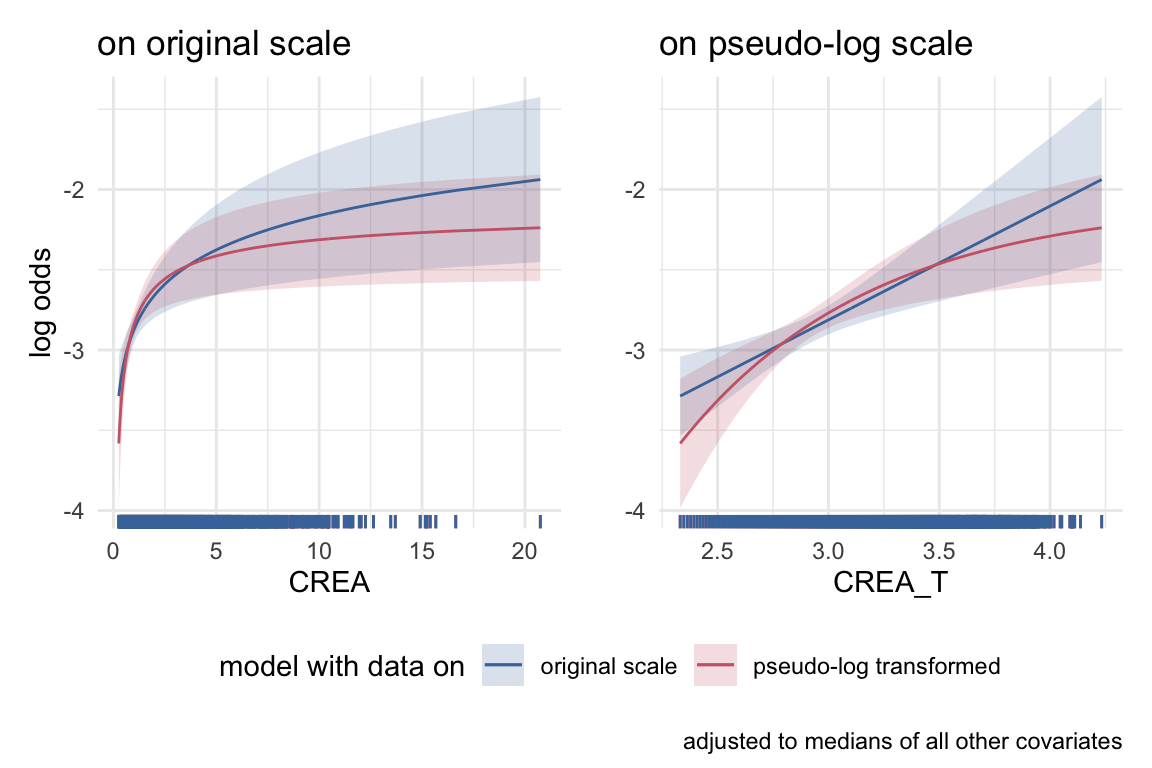 on original scale
on pseudo-log scale
log odds
-2
-3
-4
0 5 10 15 20
CREA
-2
-3
-4
2.5 3.0 3.5 4.0
CREA_T
model with data on original scale pseudo-log transformed
adjusted to medians of all other covariates